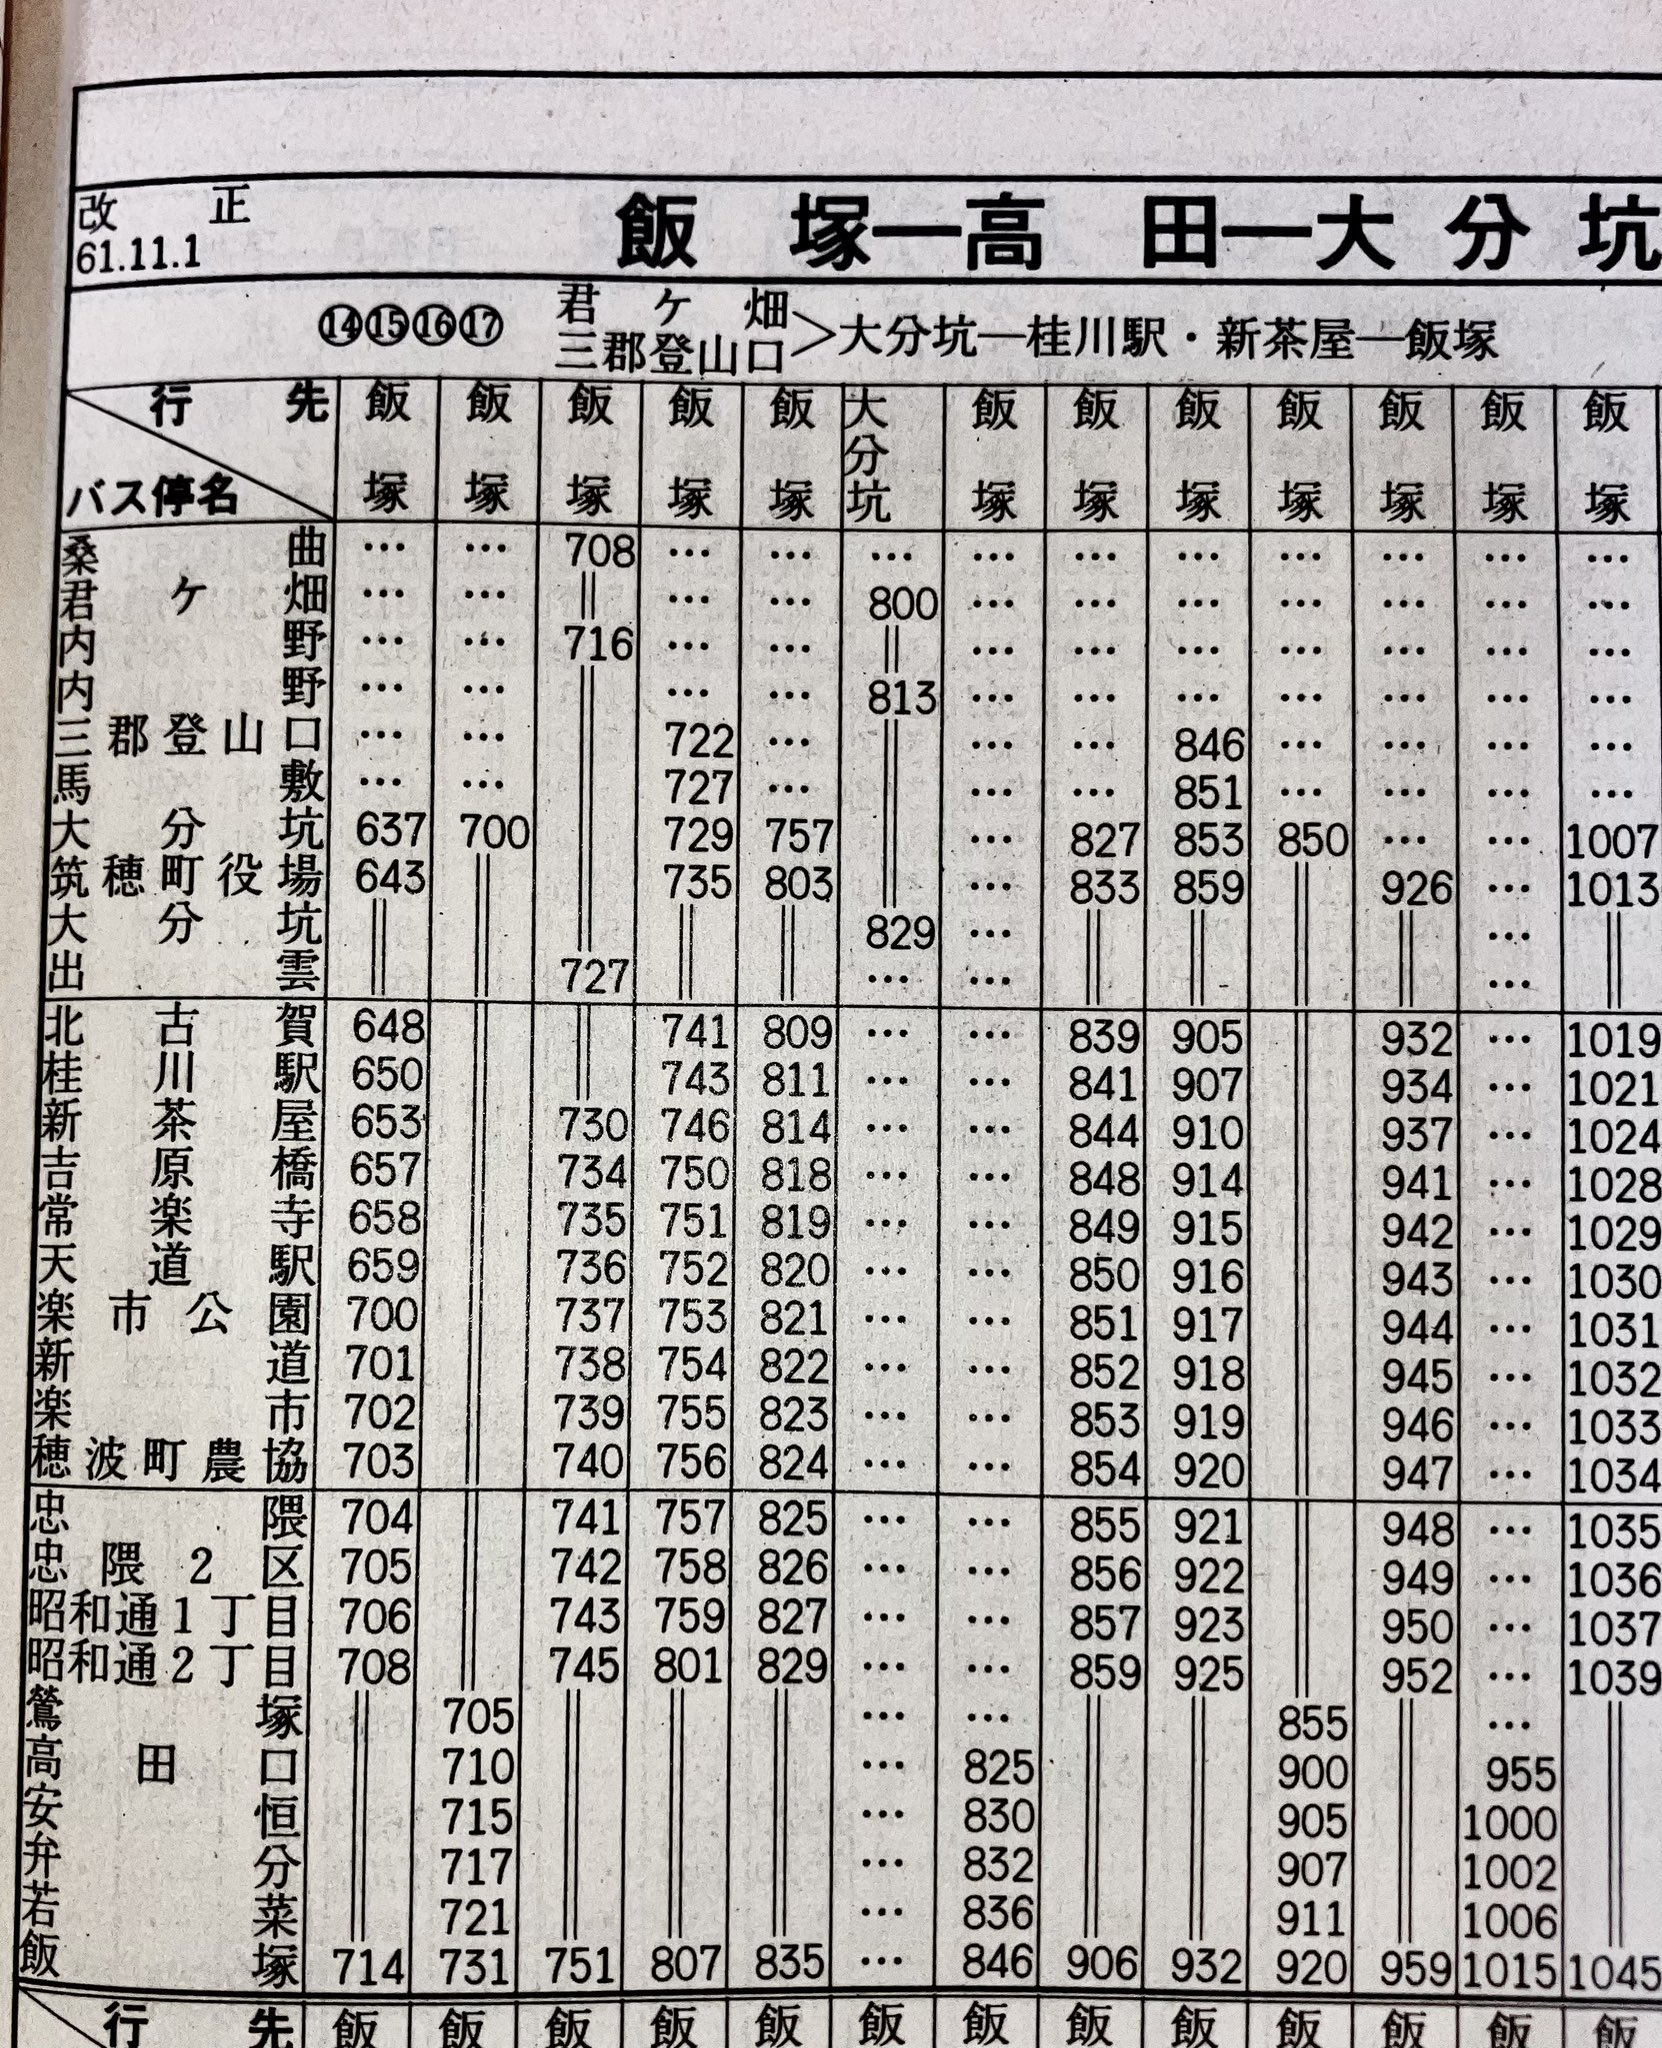 改正
61.11.1
飯塚―高田―大分坑
⑭⑮⑯⑰ 君ヶ畑 三郡登山口>大分坑―桂川駅・新茶屋―飯塚
行先 飯塚 飯塚 飯塚 飯塚 飯塚 大分坑 飯塚 飯塚 飯塚 飯塚 飯塚 飯塚 飯塚
バス停名
桑曲 … … 708 … … … … … … … … … …
君ヶ畑 … … || … … 800 … … … … … … …
内野 … … 716 … … || … … … … … … …
内野 … … || … … 813 … … … … … … …
三郡登山口 … … || 722 … || … … 846 … … … …
馬敷 … … || 727 … || … … 851 … … … …
大分坑 637 700 || 729 757 || … 827 853 850 … … 1007
筑穂町役場 643 || || 735 803 || … 833 859 || 926 … 1013
大分坑 || || || || || 829 … || || || || … ||
出雲 || || 727 || || … … || || || || … ||
北古賀 648 || || 741 809 … … 839 905 || 932 … 1019
桂川駅 650 || || 743 811 … … 841 907 || 934 … 1021
新茶屋 653 || 730 746 814 … … 844 910 || 937 … 1024
吉原橋 657 || 734 750 818 … … 848 914 || 941 … 1028
常楽寺 658 || 735 751 819 … … 849 915 || 942 … 1029
天道駅 659 || 736 752 820 … … 850 916 || 943 … 1030
楽市公園 700 || 737 753 821 … … 851 917 || 944 … 1031
新道 701 || 738 754 822 … … 852 918 || 945 … 1032
楽市 702 || 739 755 823 … … 853 919 || 946 … 1033
穂波町農協 703 || 740 756 824 … … 854 920 || 947 … 1034
忠隈 704 || 741 757 825 … … 855 921 || 948 … 1035
忠隈2区 705 || 742 758 826 … … 856 922 || 949 … 1036
昭和通1丁目 706 || 743 759 827 … … 857 923 || 950 … 1037
昭和通2丁目 708 || 745 801 829 … … 859 925 || 952 … 1039
鶯塚 || 705 || || || … … || || 855 || … ||
高田口 || 710 || || || … 825 || || 900 || 955 ||
安恒 || 715 || || || … 830 || || 905 || 1000 ||
弁分 || 717 || || || … 832 || || 907 || 1002 ||
若菜 || 721 || || || … 836 || || 911 || 1006 ||
飯塚 714 731 751 807 835 … 846 906 932 920 959 1015 1045
行先 飯 飯 飯 飯 飯 飯 飯 飯 飯 飯 飯 飯 飯